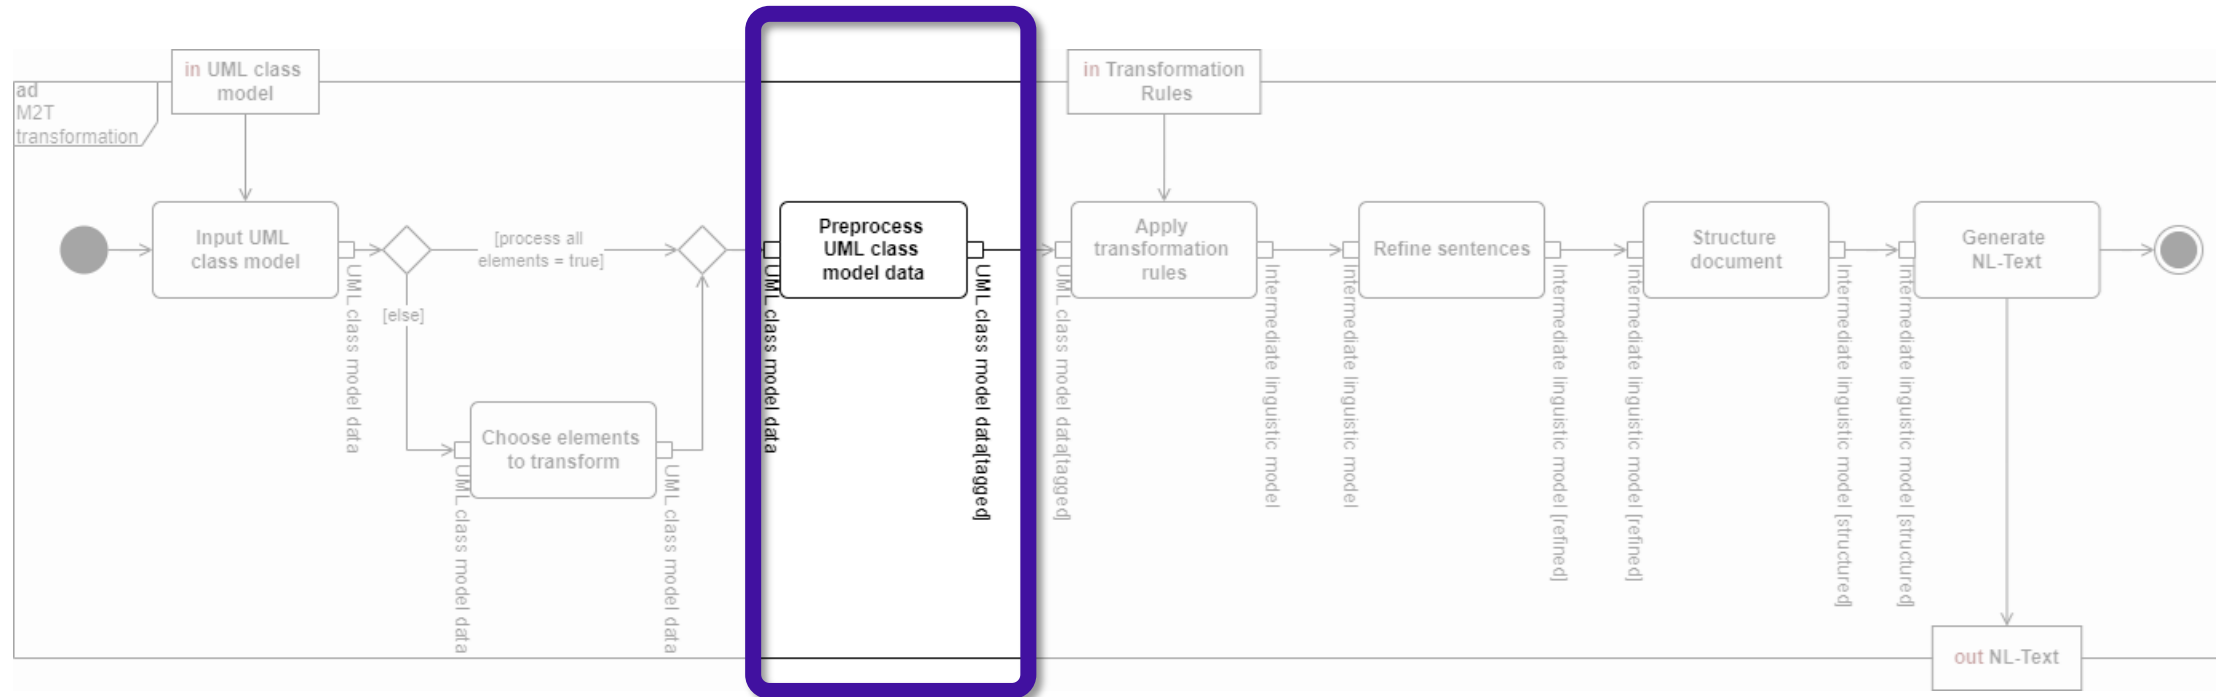 in UML class
model
in Transformation
Rules
ad
M2T
transformation
Input UML
class model
[process all
elements = true]
[else]
Preprocess
UML class
model data
Apply
transformation
rules
Refine sentences
Structure
document
Generate
NL-Text
UML class model data
UML class model data
UML class model data[tagged]
UML class model data[tagged]
Intermediate linguistic model
Intermediate linguistic model
Intermediate linguistic model [refined]
Intermediate linguistic model [refined]
Intermediate linguistic model [structured]
Intermediate linguistic model [structured]
Choose elements
to transform
UML class model data
UML class model data
out NL-Text